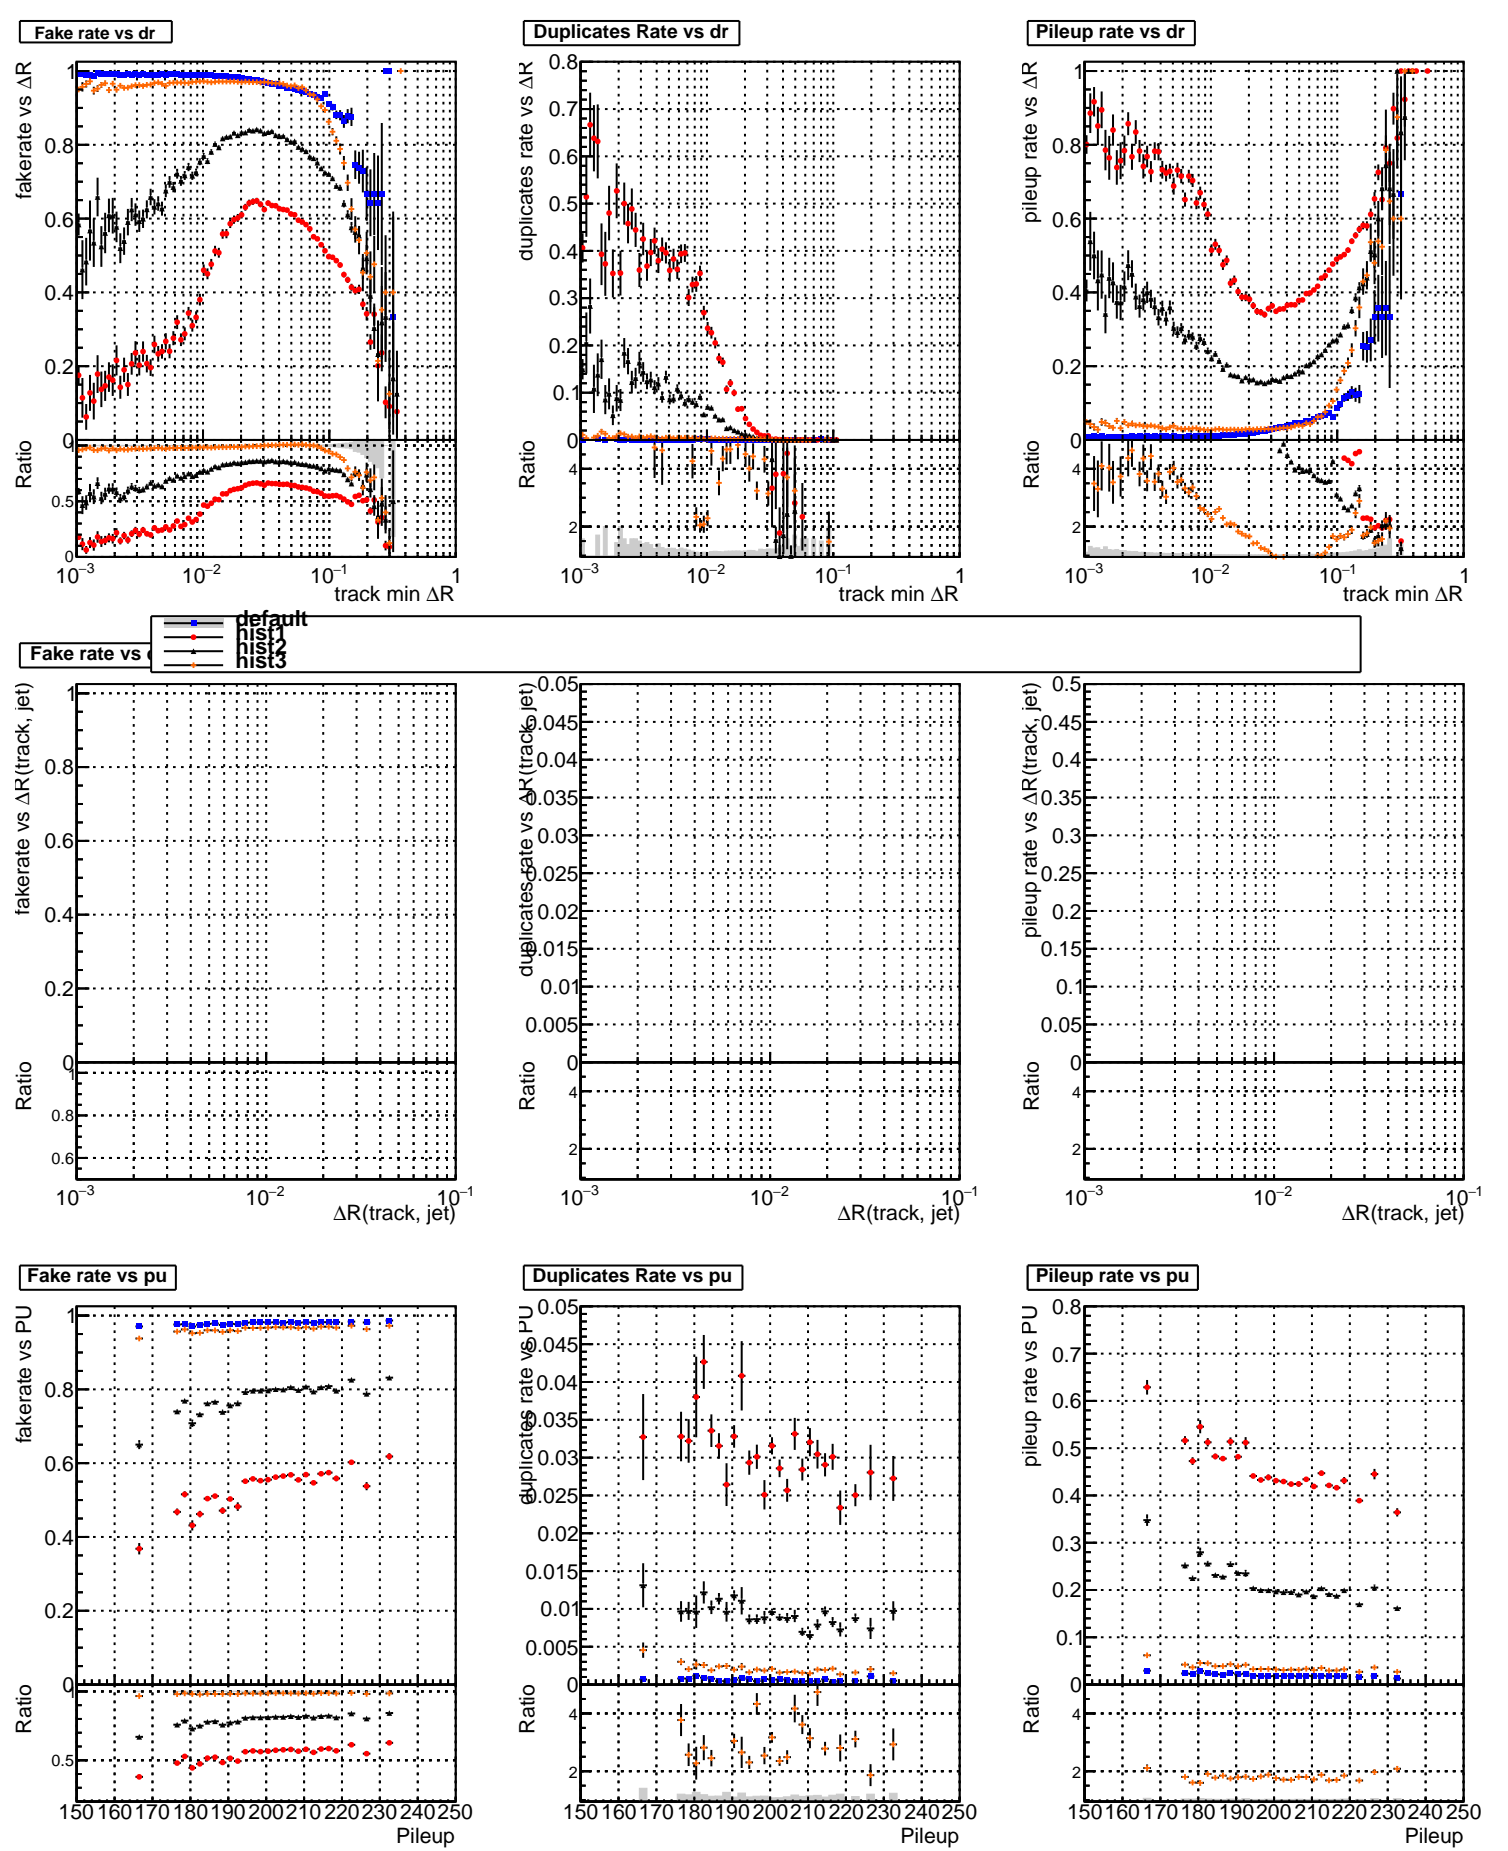 Fake rate vs dr
Duplicates Rate vs dr
Pileup rate vs dr
fakerate vs ΔR
1
0.8
0.6
0.4
0.2
0
Ratio
0.5
0
10−3
10−2
10−1
1
track min ΔR
duplicates rate vs ΔR
0.8
0.7
0.6
0.5
0.4
0.3
0.2
0.1
0
Ratio
4
2
10−3
10−2
10−1
1
track min ΔR
pileup rate vs ΔR
1
0.8
0.6
0.4
0.2
0
Ratio
4
2
10−3
10−2
10−1
1
track min ΔR
default
hist1
hist2
hist3
Fake rate vs
fakerate vs ΔR(track, jet)
1
0.8
0.6
0.4
0.2
0
Ratio
1
0.8
0.6
10−3
10−2
10−1
ΔR(track, jet)
duplicates rate vs ΔR(track, jet)
0.05
0.045
0.04
0.035
0.03
0.025
0.02
0.015
0.01
0.005
0
Ratio
4
2
10−3
10−2
10−1
ΔR(track, jet)
pileup rate vs ΔR(track, jet)
0.5
0.45
0.4
0.35
0.3
0.25
0.2
0.15
0.1
0.05
0
Ratio
4
2
10−3
10−2
10−1
ΔR(track, jet)
Fake rate vs pu
Duplicates Rate vs pu
Pileup rate vs pu
fakerate vs PU
1
0.8
0.6
0.4
0.2
0
Ratio
1
0.5
150 160 170 180 190 200 210 220 230 240 250
Pileup
duplicates rate vs PU
0.05
0.045
0.04
0.035
0.03
0.025
0.02
0.015
0.01
0.005
0
Ratio
4
2
150 160 170 180 190 200 210 220 230 240 250
Pileup
pileup rate vs PU
0.8
0.7
0.6
0.5
0.4
0.3
0.2
0.1
0
Ratio
4
2
150 160 170 180 190 200 210 220 230 240 250
Pileup